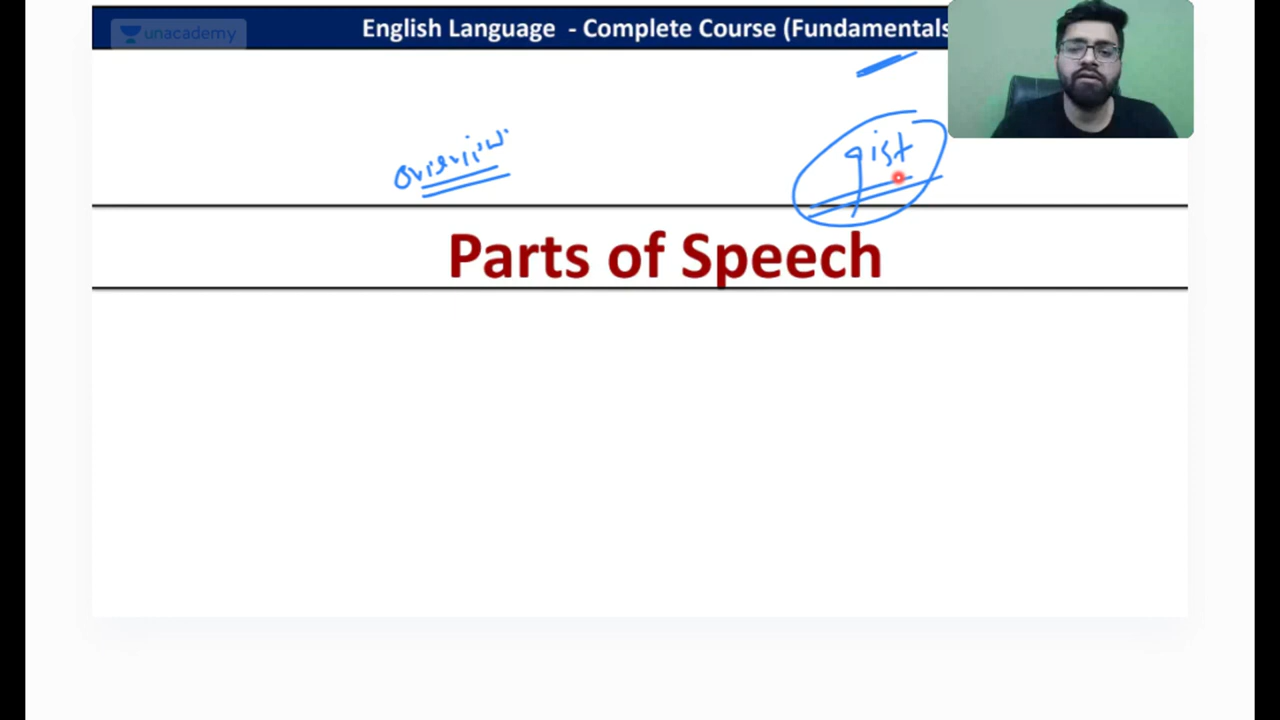 unacademy
English Language - Complete Course (Fundamentals
overview
gist
Parts of Speech